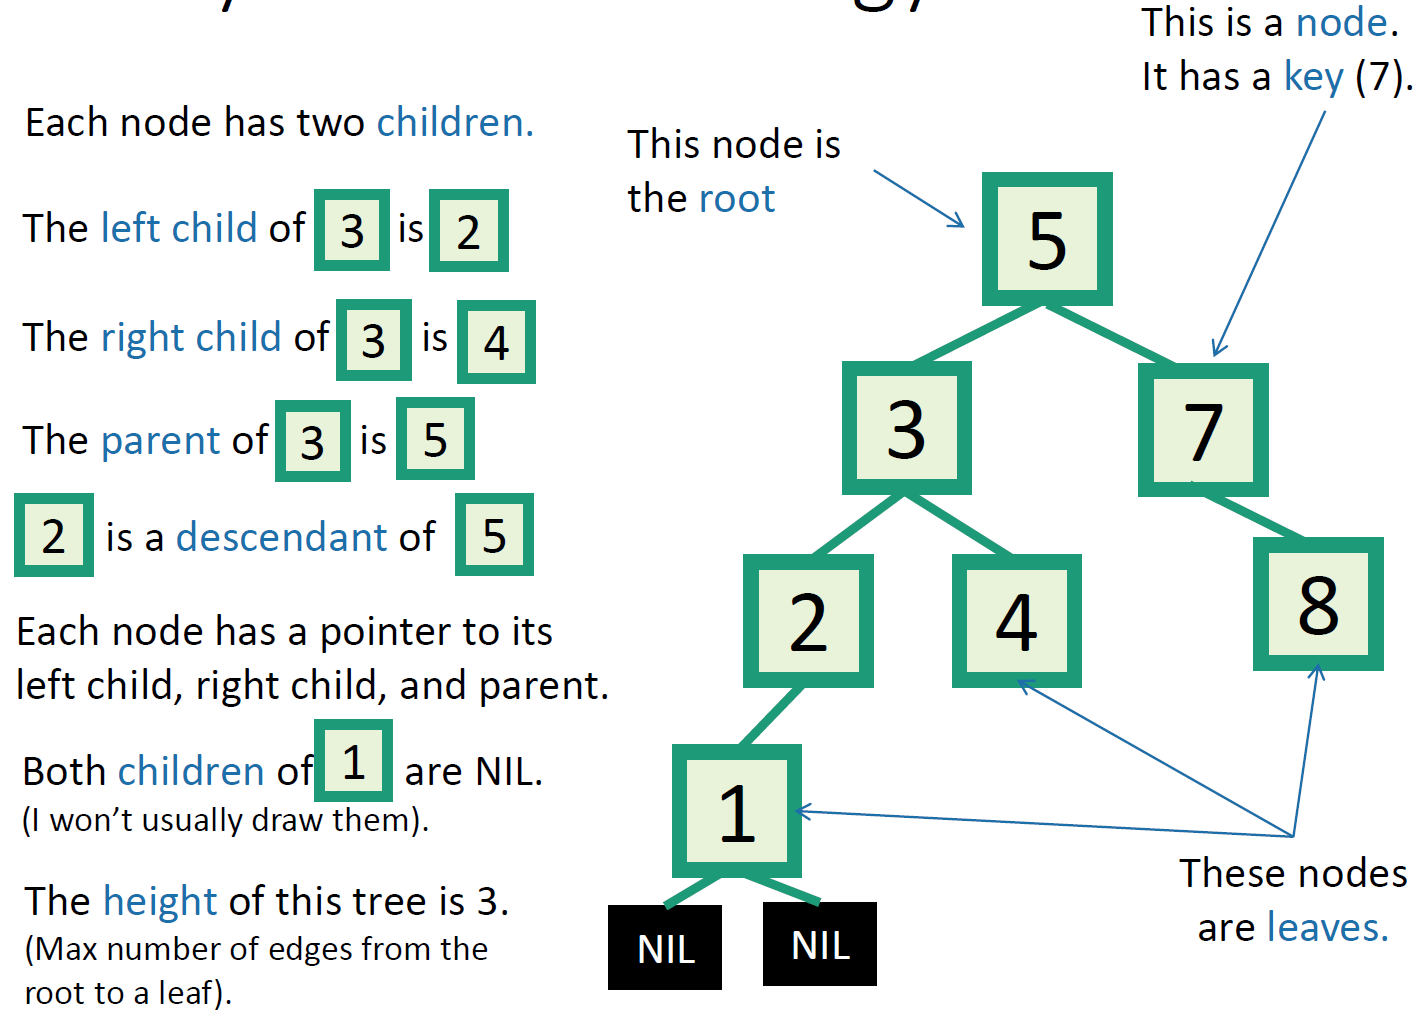 Each node has two children.
The left child of 3 is 2
The right child of 3 is 4
The parent of 3 is 5
2 is a descendant of 5
Each node has a pointer to its
left child, right child, and parent.
Both children of 1 are NIL.
(I won't usually draw them).
The height of this tree is 3.
(Max number of edges from the
root to a leaf).
This node is
the root
This is a node.
It has a key (7).
5
3
7
2
4
8
1
NIL
NIL
These nodes
are leaves.